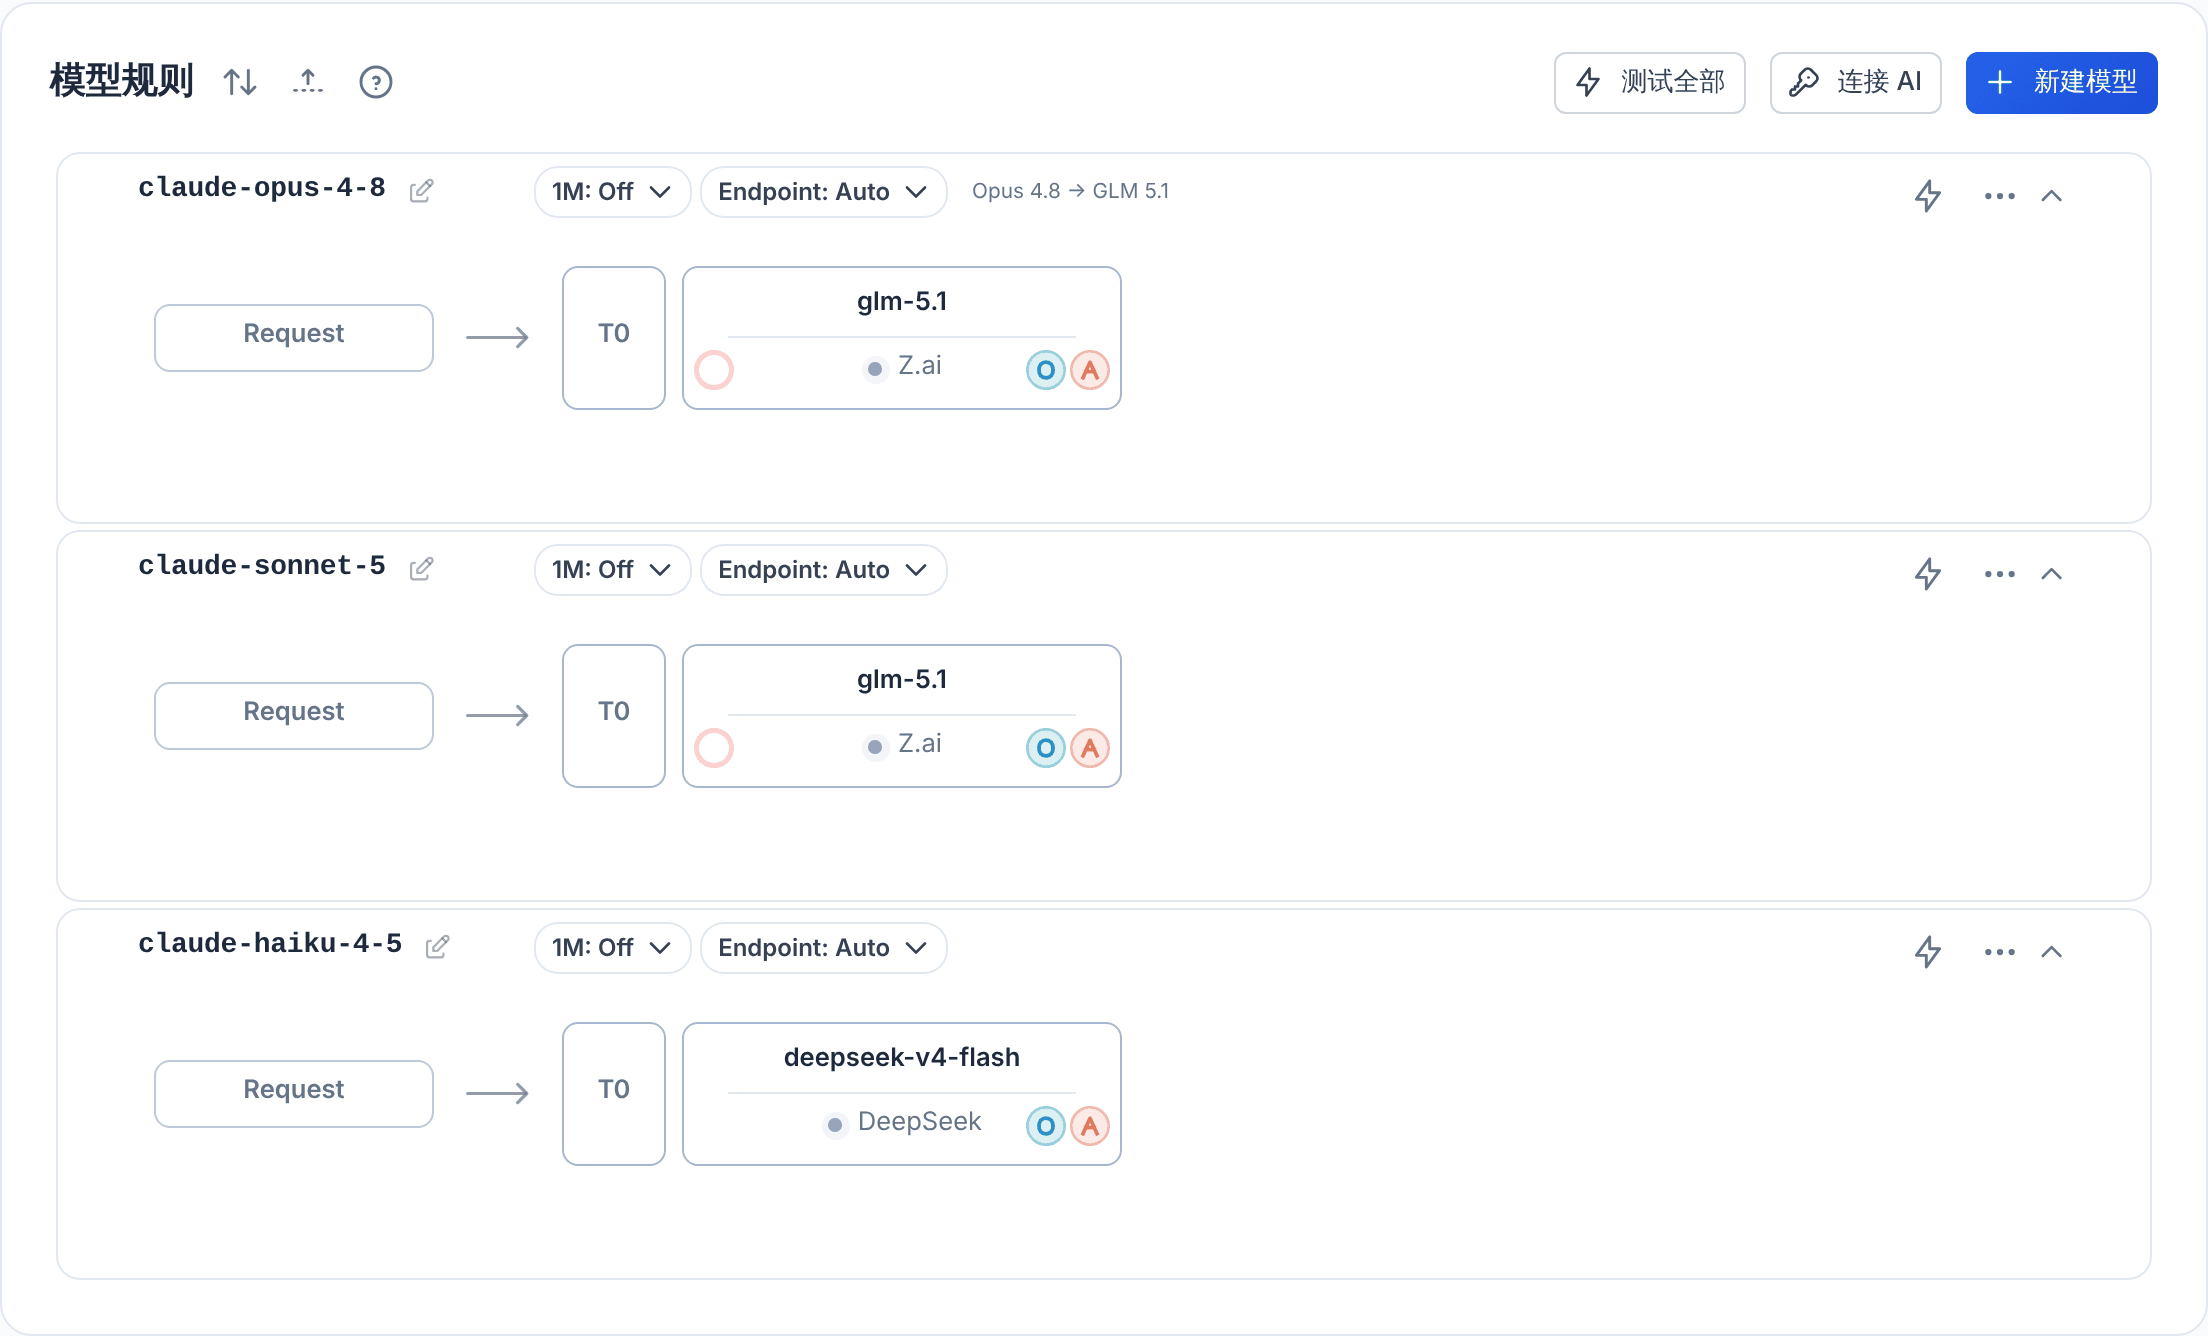 模型规则
测试全部
连接 AI
新建模型
claude-opus-4-8
1M: Off
Endpoint: Auto
Opus 4.8 → GLM 5.1
Request
T0
glm-5.1
Z.ai
O
A
claude-sonnet-5
1M: Off
Endpoint: Auto
Request
T0
glm-5.1
Z.ai
O
A
claude-haiku-4-5
1M: Off
Endpoint: Auto
Request
T0
deepseek-v4-flash
DeepSeek
O
A